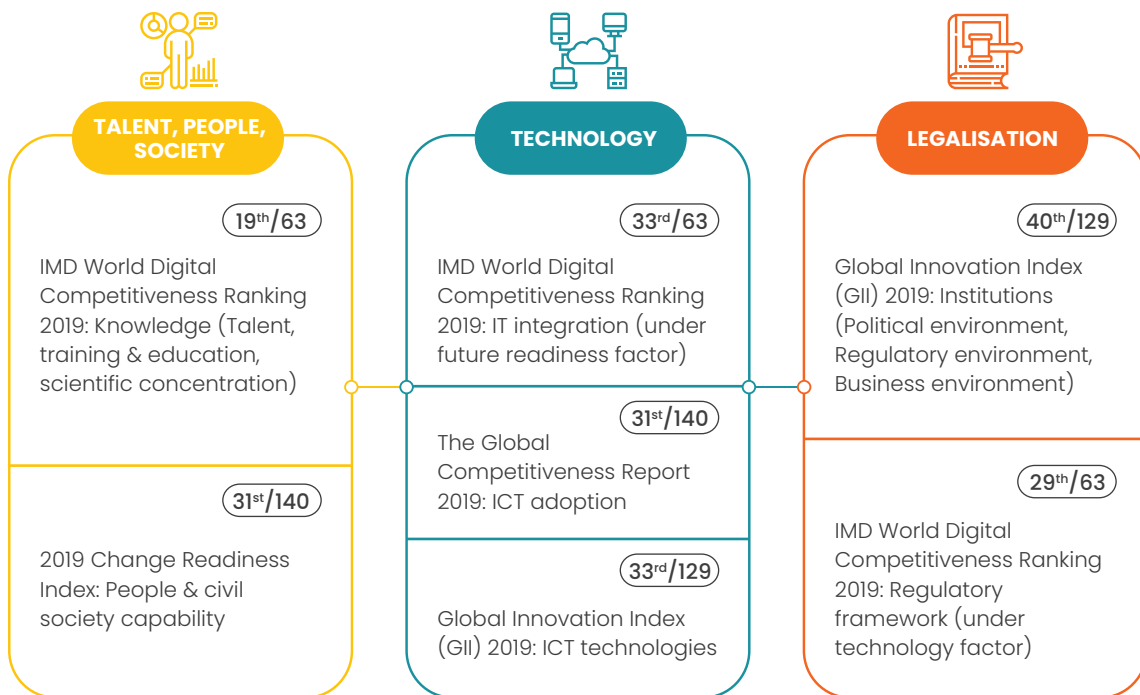 TALENT, PEOPLE,
SOCIETY
19th/63
IMD World Digital
Competitiveness Ranking
2019: Knowledge (Talent,
training & education,
scientific concentration)
31st/140
2019 Change Readiness
Index: People & civil
society capability
TECHNOLOGY
33rd/63
IMD World Digital
Competitiveness Ranking
2019: IT integration (under
future readiness factor)
31st/140
The Global
Competitiveness Report
2019: ICT adoption
33rd/129
Global Innovation Index
(GII) 2019: ICT technologies
LEGALISATION
40th/129
Global Innovation Index
(GII) 2019: Institutions
(Political environment,
Regulatory environment,
Business environment)
29th/63
IMD World Digital
Competitiveness Ranking
2019: Regulatory
framework (under
technology factor)